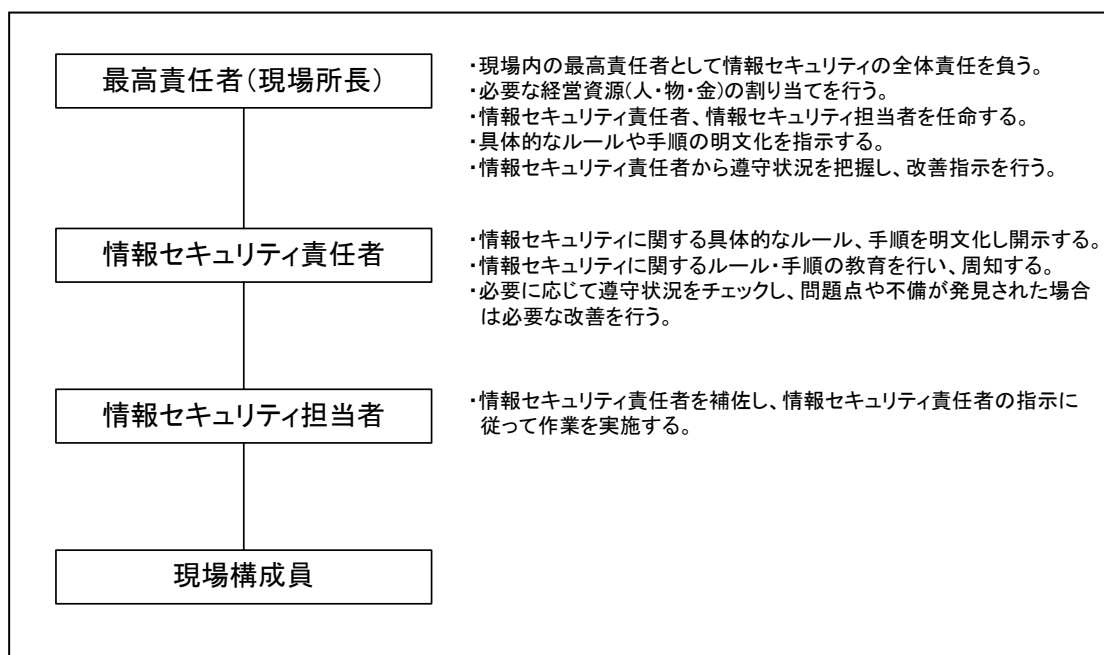 最高責任者(現場所長)
・現場内の最高責任者として情報セキュリティの全体責任を負う。
・必要な経営資源(人・物・金)の割り当てを行う。
・情報セキュリティ責任者、情報セキュリティ担当者を任命する。
・具体的なルールや手順の明文化を指示する。
・情報セキュリティ責任者から遵守状況を把握し、改善指示を行う。
情報セキュリティ責任者
・情報セキュリティに関する具体的なルール、手順を明文化し開示する。
・情報セキュリティに関するルール・手順の教育を行い、周知する。
・必要に応じて遵守状況をチェックし、問題点や不備が発見された場合
は必要な改善を行う。
情報セキュリティ担当者
・情報セキュリティ責任者を補佐し、情報セキュリティ責任者の指示に
従って作業を実施する。
現場構成員